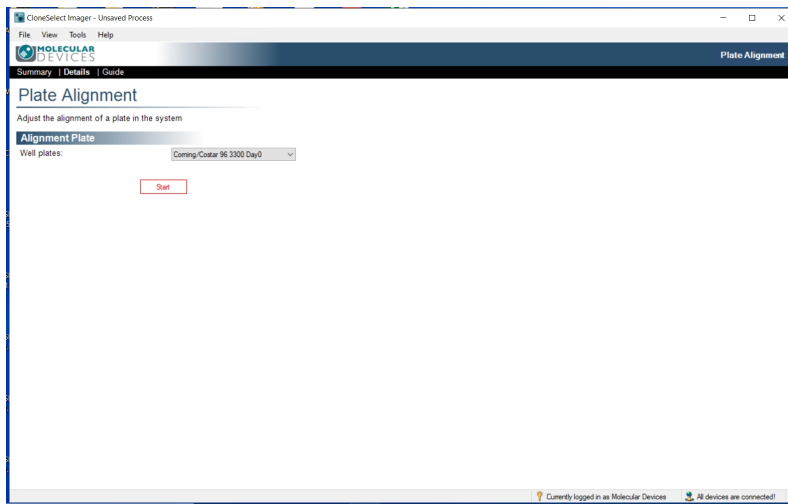 CloneSelect Imager - Unsaved Process
File View Tools Help
MOLECULAR
DEVICES
Plate Alignment
Summary | Details | Guide
Plate Alignment
Adjust the alignment of a plate in the system
Alignment Plate
Well plates:
Corning/Costar 96 3300 Day0
Start
Currently logged in as Molecular Devices
All devices are connected!